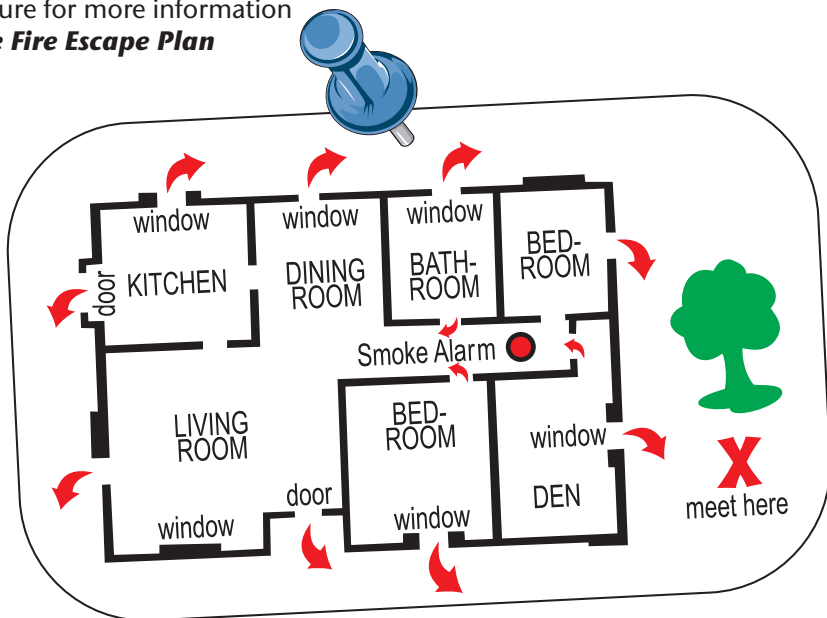 ure for more information
e Fire Escape Plan
window
window
window
door
KITCHEN
DINING
ROOM
BATH-
ROOM
BED-
ROOM
Smoke Alarm
LIVING
ROOM
BED-
ROOM
window
DEN
door
window
window
X
meet here